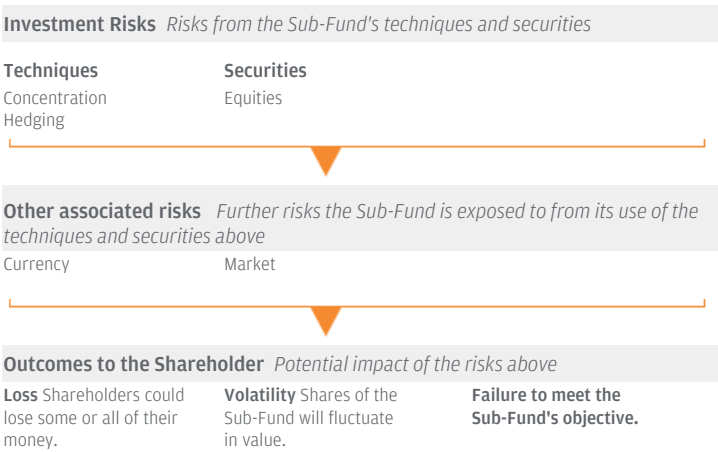 Investment Risks Risks from the Sub-Fund's techniques and securities
Techniques Securities
Concentration Equities
Hedging
Other associated risks Further risks the Sub-Fund is exposed to from its use of the
techniques and securities above
Currency Market
Outcomes to the Shareholder Potential impact of the risks above
Loss Shareholders could
lose some or all of their
money.
Volatility Shares of the
Sub-Fund will fluctuate
in value.
Failure to meet the
Sub-Fund's objective.